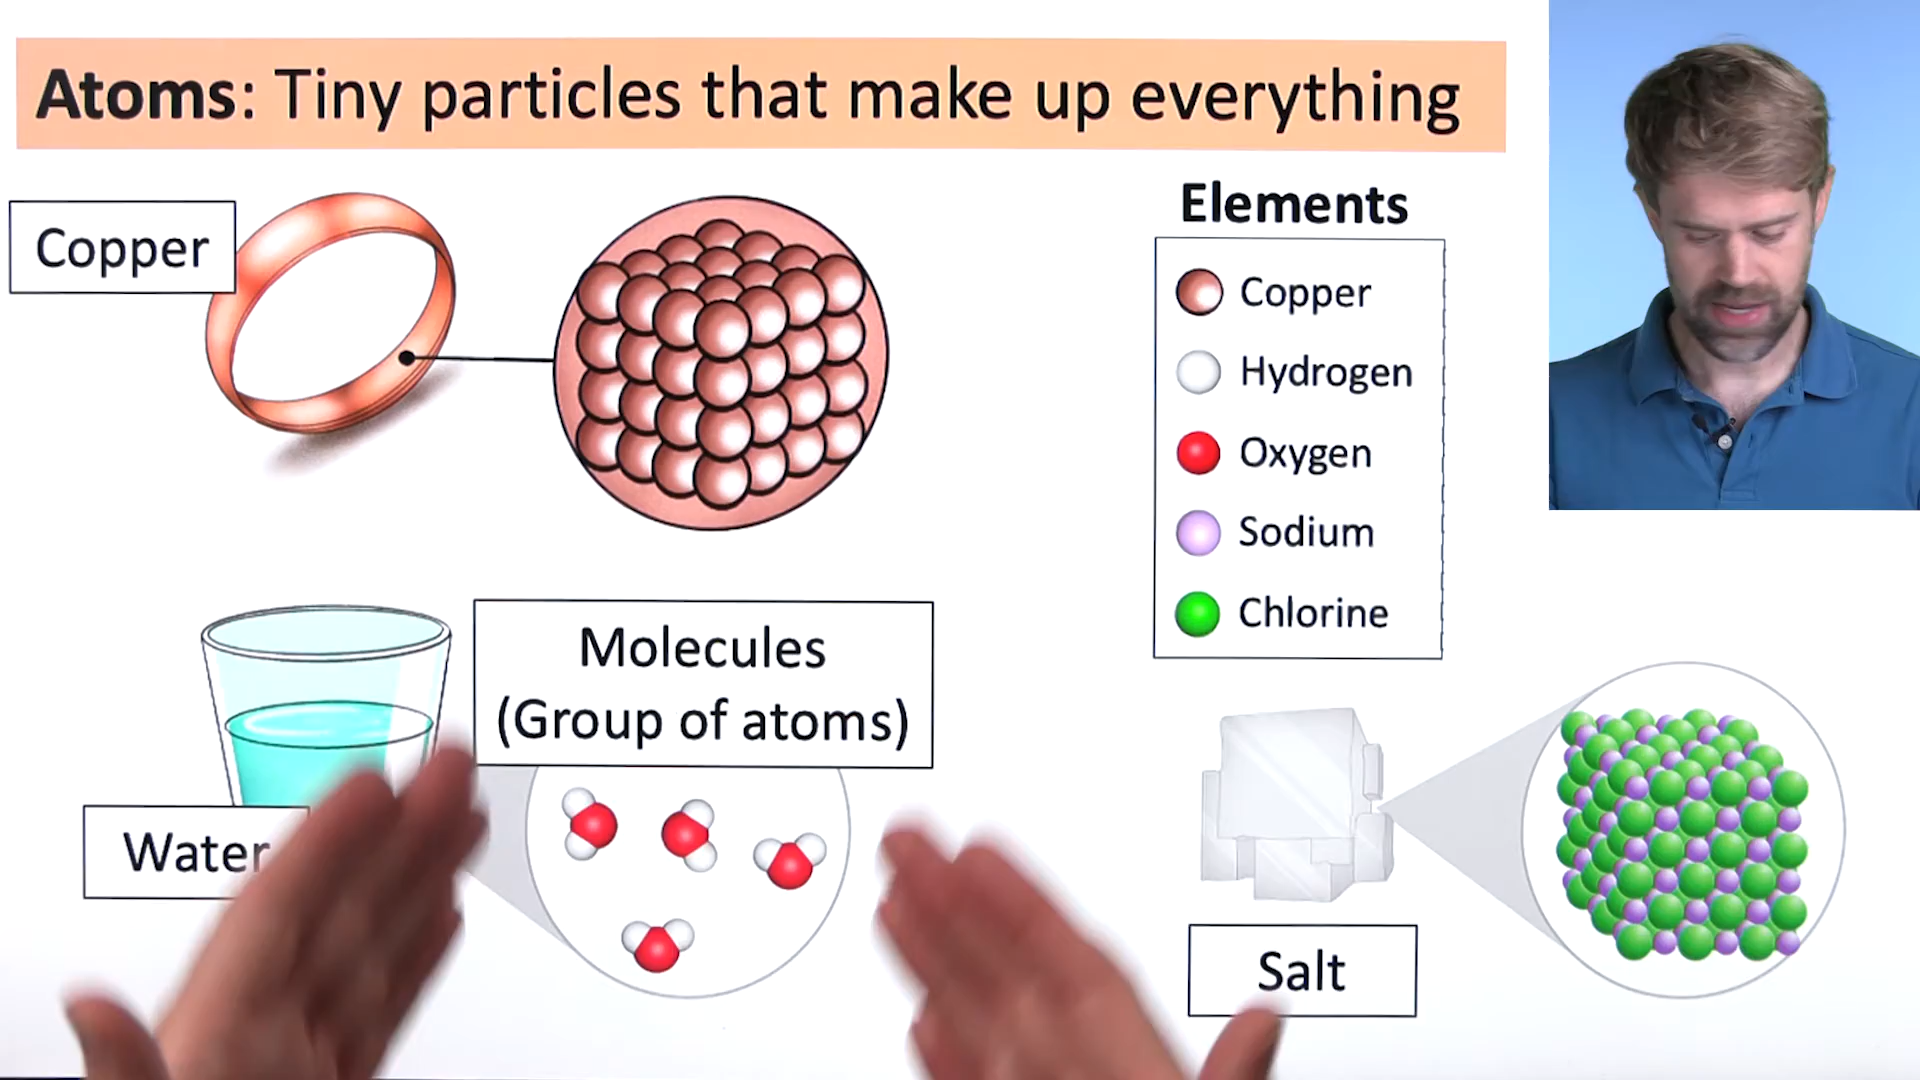 Atoms: Tiny particles that make up everything
Copper
Elements
Copper
Hydrogen
Oxygen
Sodium
Chlorine
Molecules
(Group of atoms)
Water
Salt